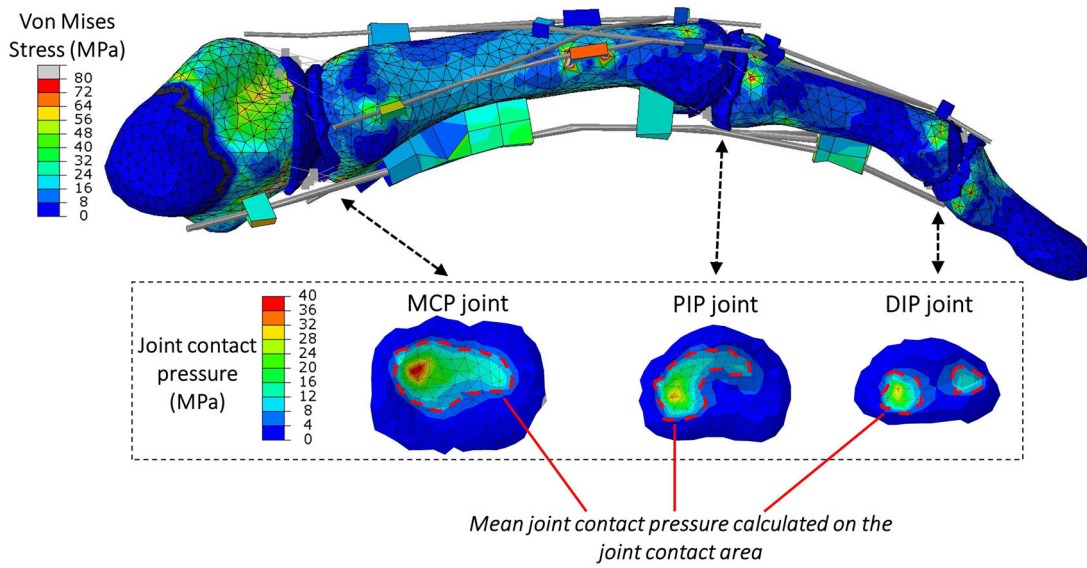 Von Mises
Stress (MPa)
80
72
64
56
48
40
32
24
16
8
0
MCP joint
PIP joint
DIP joint
Joint contact
pressure
(MPa)
40
36
32
28
24
20
16
12
8
4
0
Mean joint contact pressure calculated on the
joint contact area